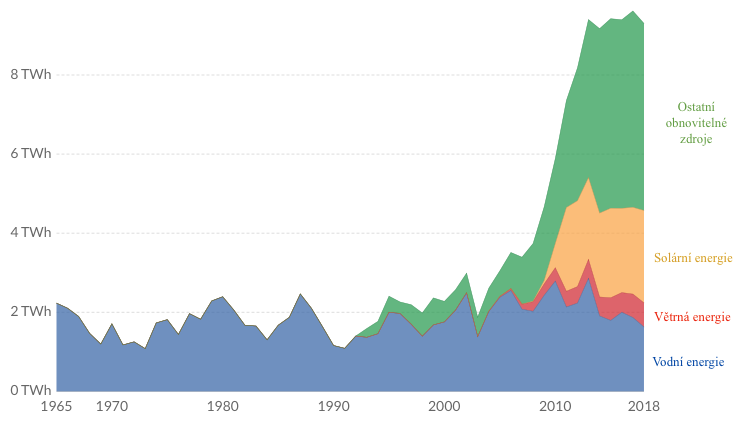 8 TWh
6 TWh
4 TWh
2 TWh
0 TWh
1965 1970 1980 1990 2000 2010 2018
Ostatní
obnovitelné
zdroje
Solární energie
Větrná energie
Vodní energie